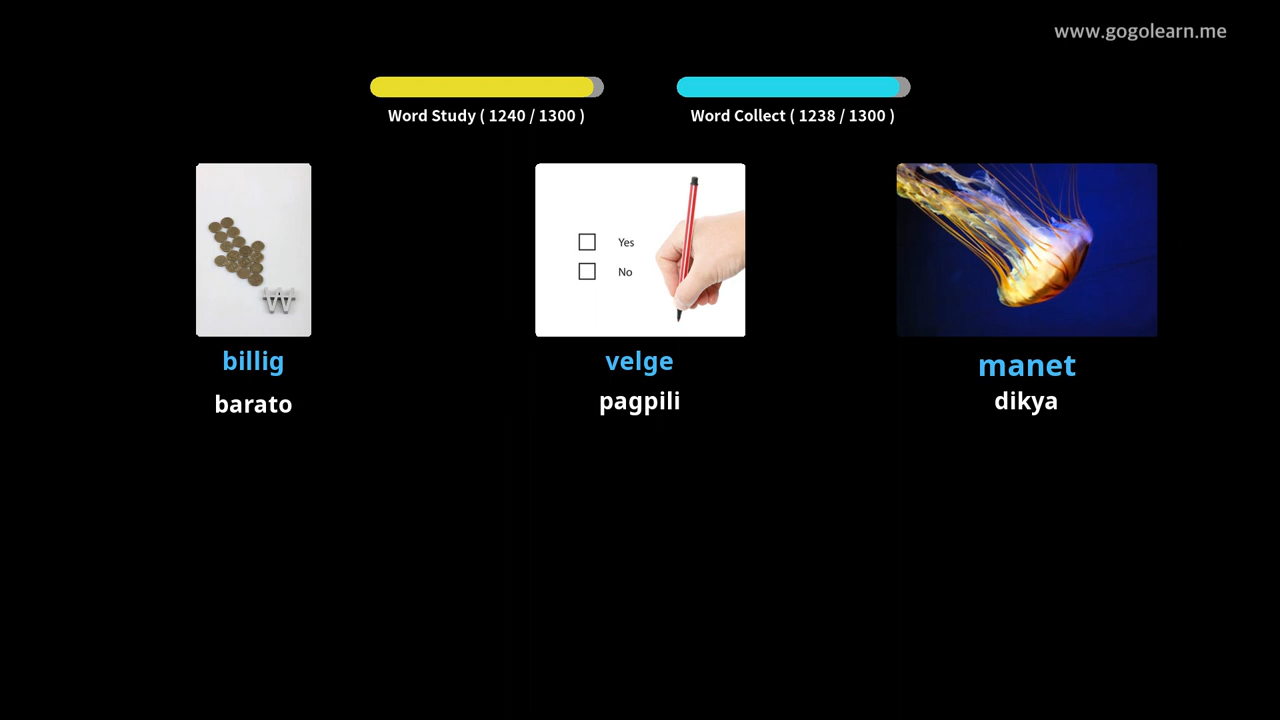 www.gogolearn.me
Word Study ( 1240 / 1300 )
Word Collect ( 1238 / 1300 )
Yes
No
₩
billig
velge
manet
barato
pagpili
dikya